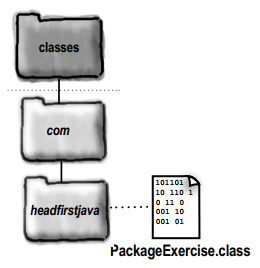 classes
com
headfirstjava
101101
10 110 1
0 11 0
001 10
001 01
PackageExercise.class